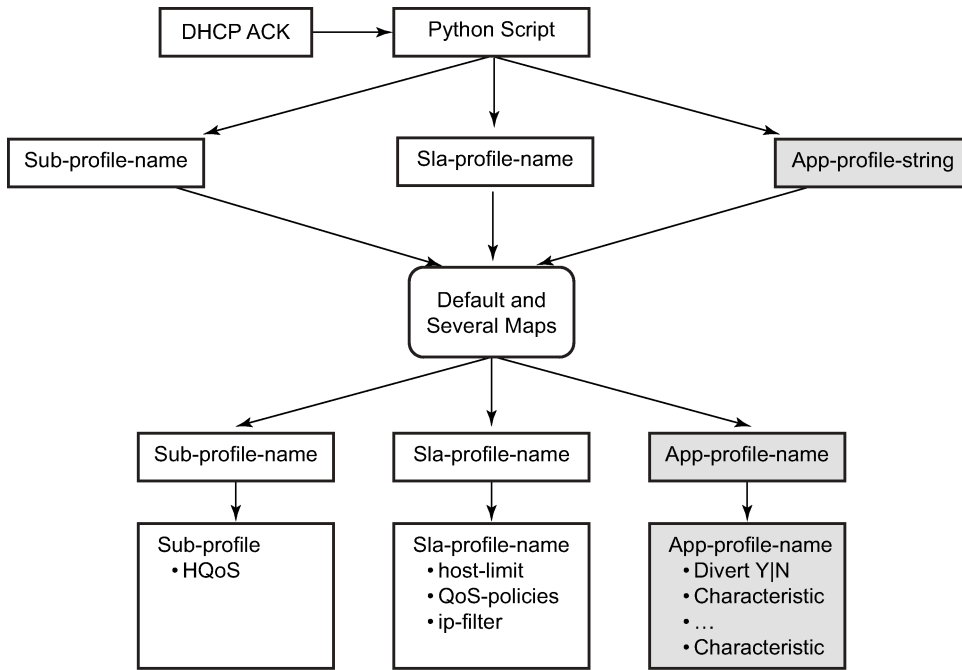 DHCP ACK
Python Script
Sub-profile-name
Sla-profile-name
App-profile-string
Default and
Several Maps
Sub-profile-name
Sla-profile-name
App-profile-name
Sub-profile
• HQoS
Sla-profile-name
• host-limit
• QoS-policies
• ip-filter
App-profile-name
• Divert Y|N
• Characteristic
• …
• Characteristic